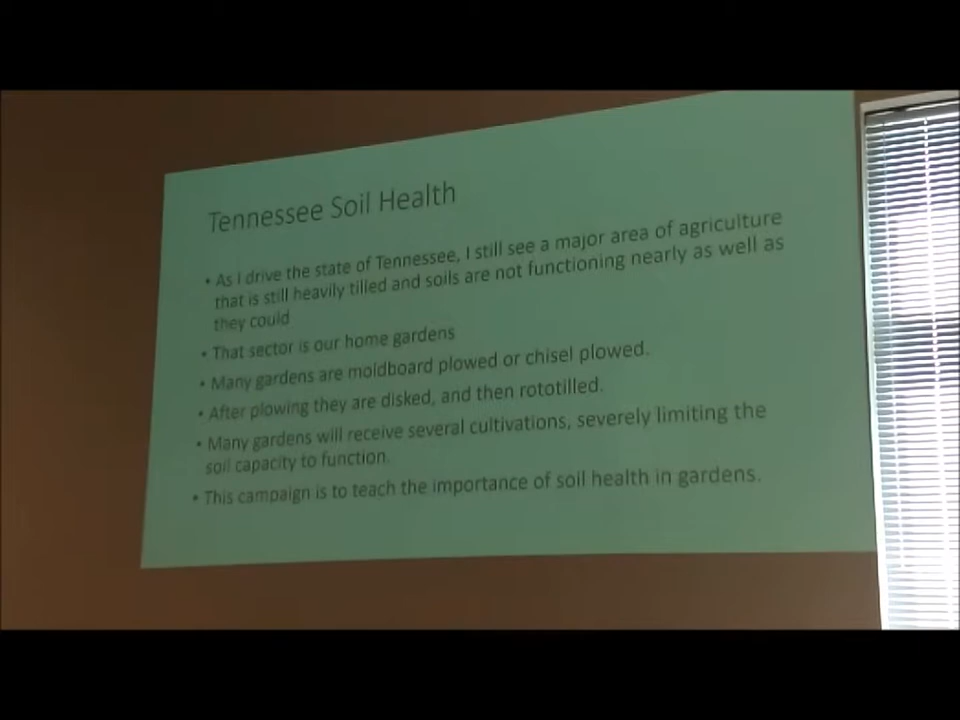 Tennessee Soil Health
• As I drive the state of Tennessee, I still see a major area of agriculture
that is still heavily tilled and soils are not functioning nearly as well as
they could
• That sector is our home gardens
• Many gardens are moldboard plowed or chisel plowed.
• After plowing they are disked, and then rototilled.
• Many gardens will receive several cultivations, severely limiting the
soil capacity to function.
• This campaign is to teach the importance of soil health in gardens.